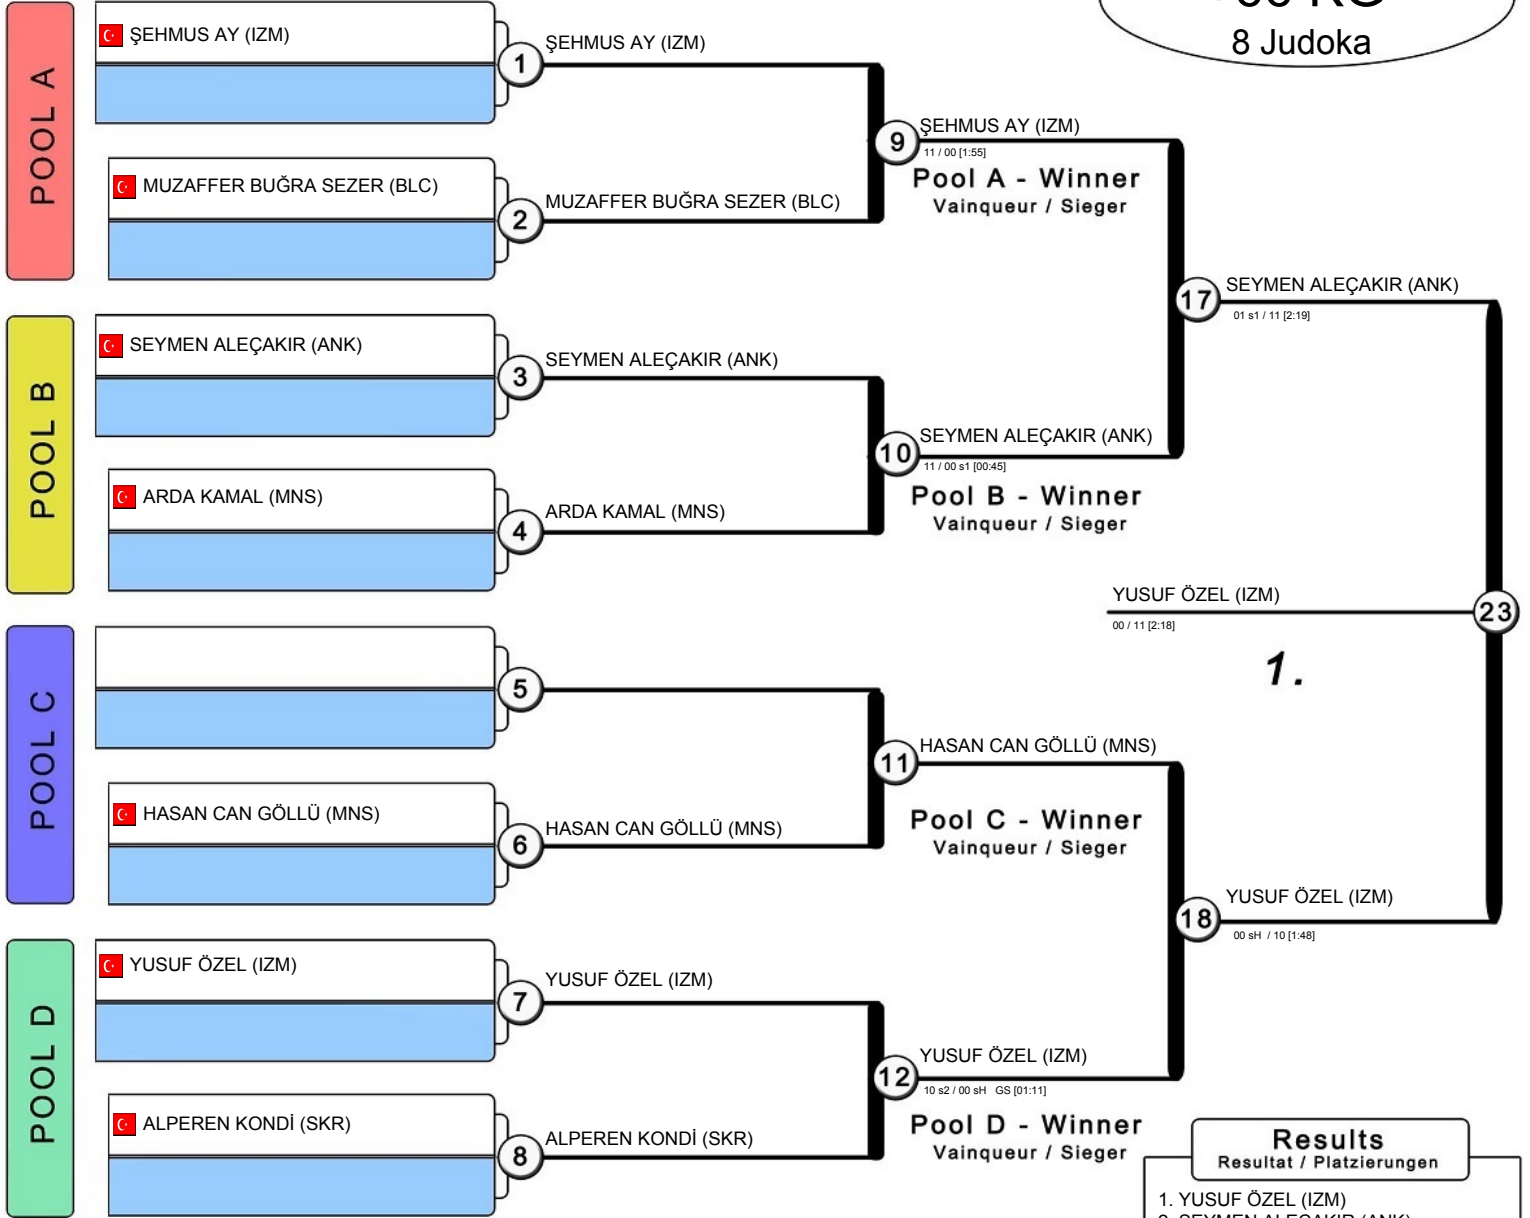 8 Judoka
POOL A
ŞEHMUS AY (IZM)
1
ŞEHMUS AY (IZM)
MUZAFFER BUĞRA SEZER (BLC)
2
MUZAFFER BUĞRA SEZER (BLC)
9
ŞEHMUS AY (IZM)
11 / 00 [1:55]
Pool A - Winner
Vainqueur / Sieger
POOL B
SEYMEN ALEÇAKIR (ANK)
3
SEYMEN ALEÇAKIR (ANK)
ARDA KAMAL (MNS)
4
ARDA KAMAL (MNS)
10
SEYMEN ALEÇAKIR (ANK)
11 / 00 s1 [00:45]
Pool B - Winner
Vainqueur / Sieger
17
SEYMEN ALEÇAKIR (ANK)
01 s1 / 11 [2:19]
YUSUF ÖZEL (IZM)
23
00 / 11 [2:18]
1.
POOL C
5
HASAN CAN GÖLLÜ (MNS)
6
HASAN CAN GÖLLÜ (MNS)
11
HASAN CAN GÖLLÜ (MNS)
Pool C - Winner
Vainqueur / Sieger
18
YUSUF ÖZEL (IZM)
00 sH / 10 [1:48]
POOL D
YUSUF ÖZEL (IZM)
7
YUSUF ÖZEL (IZM)
ALPEREN KONDİ (SKR)
8
ALPEREN KONDİ (SKR)
12
YUSUF ÖZEL (IZM)
10 s2 / 00 sH GS [01:11]
Pool D - Winner
Vainqueur / Sieger
Results
Resultat / Platzierungen
1. YUSUF ÖZEL (IZM)
2. SEYMEN ALEÇAKIR (ANK)